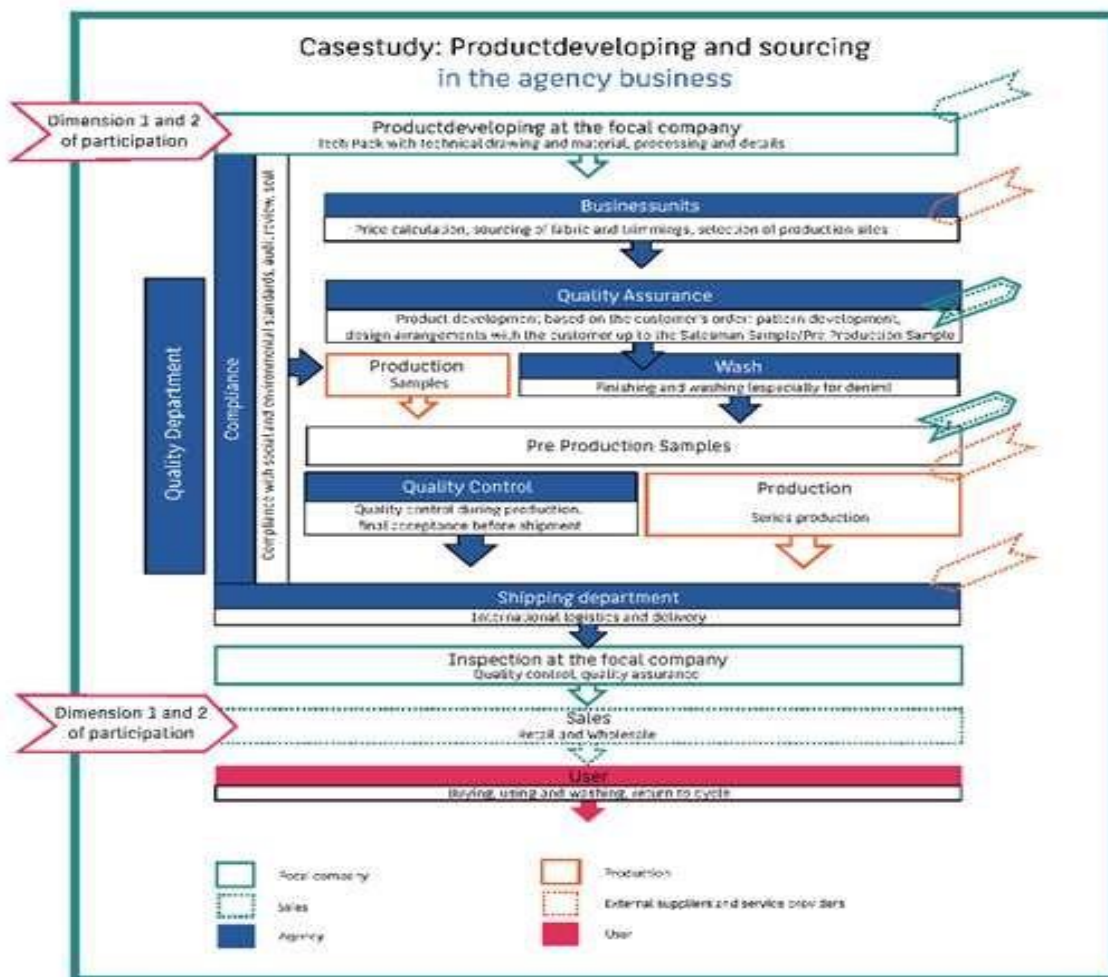 Casestudy: Productdeveloping and sourcing
in the agency business
Dimension 1 and 2
of participation
Productdeveloping at the focal company
Tech Pack with technical drawing and material, processing and details
Businessunits
Price calculation, sourcing of fabric and trimmings, selection of production sites
Quality Department
Compliance
Compliance with social and environmental standards, audit, review, seal
Quality Assurance
Product development based on the customer's order: pattern development,
design arrangements with the customer up to the Salesman Sample/Pre Production Sample
Production
Samples
Wash
Finishing and washing (especially for denim)
Pre Production Samples
Quality Control
Quality control during production,
final acceptance before shipment
Production
Series production
Shipping department
International logistics and delivery
Inspection at the focal company
Quality control, quality assurance
Dimension 1 and 2
of participation
Sales
Retail and Wholesale
User
Buying, using and washing, return to cycle
Focal company
Production
Sales
External suppliers and service providers
Agency
User